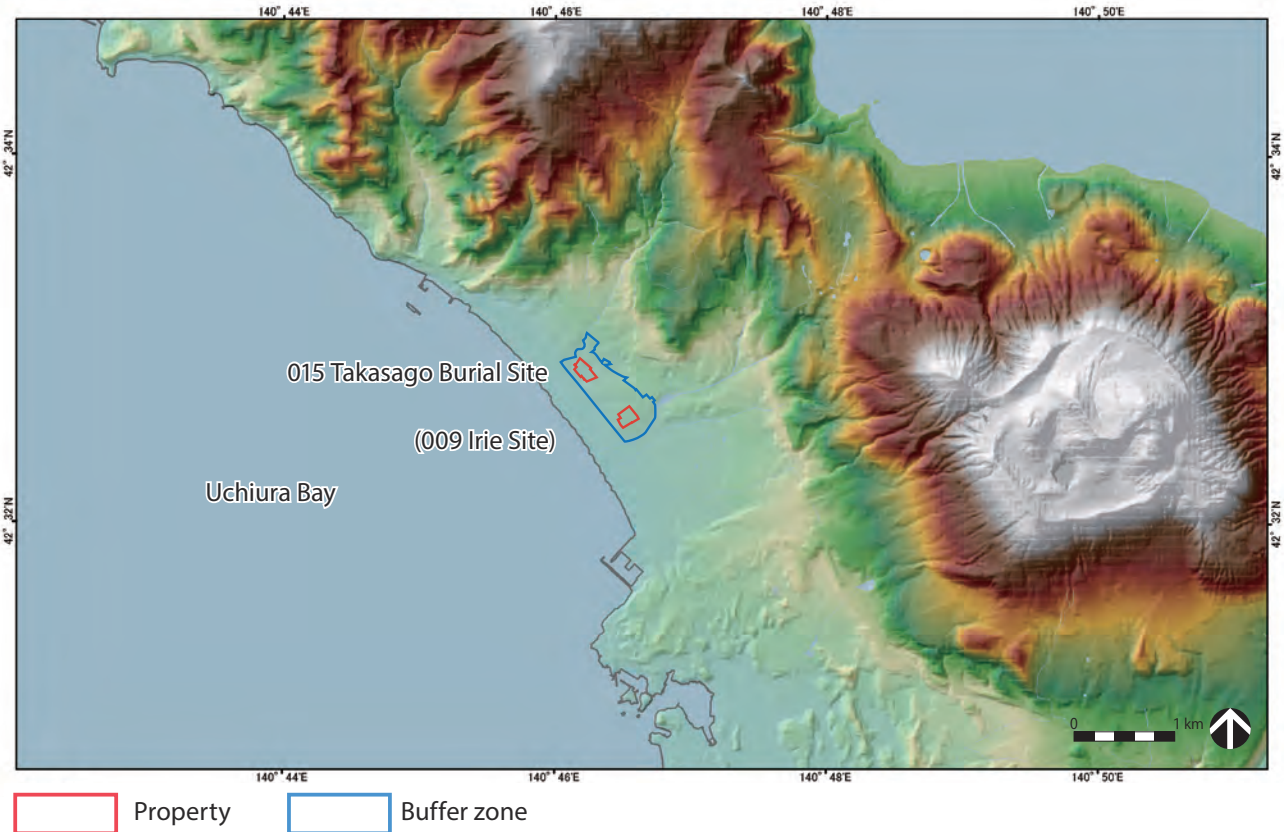 140° 44′E 140° 46′E 140° 48′E 140° 50′E
42° 34′N 42° 34′N
015 Takasago Burial Site
(009 Irie Site)
Uchiura Bay
42° 32′N 42° 32′N
0 1 km
140° 44′E 140° 46′E 140° 48′E 140° 50′E
Property Buffer zone